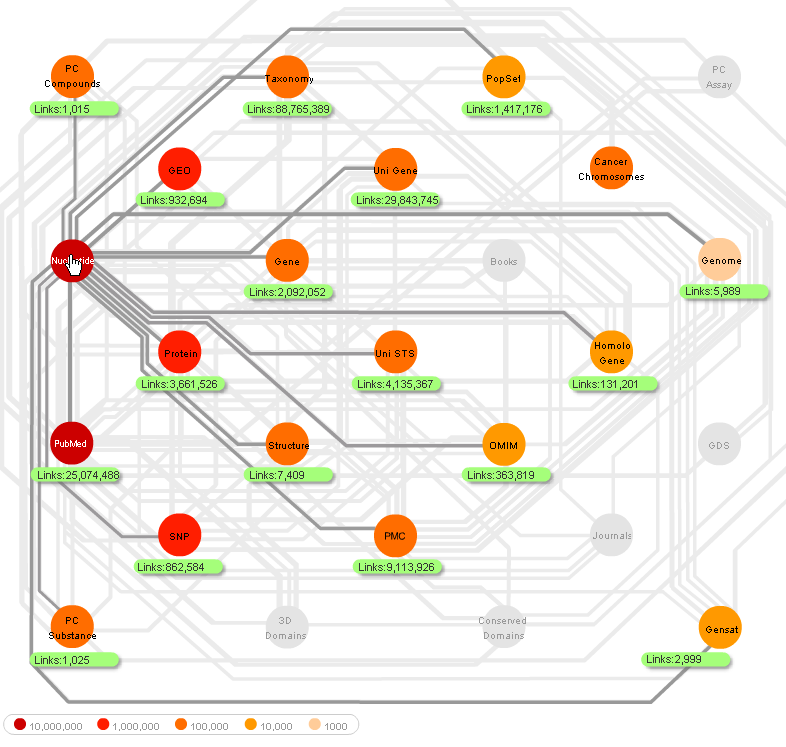 PC
Compounds
Links:1,015
Taxonomy
Links:88,765,389
PopSet
Links:1,417,176
PC
Assay
GEO
Links:932,694
Uni Gene
Links:29,843,745
Cancer
Chromosomes
Nucleotide
Gene
Links:2,092,052
Books
Genome
Links:5,989
Protein
Links:3,661,526
Uni STS
Links:4,135,367
Homolo
Gene
Links:131,201
PubMed
Links:25,074,488
Structure
Links:7,409
OMIM
Links:363,819
GDS
SNP
Links:862,584
PMC
Links:9,113,926
Journals
PC
Substance
Links:1,025
3D
Domains
Conserved
Domains
Gensat
Links:2,999
10,000,000 1,000,000 100,000 10,000 1000